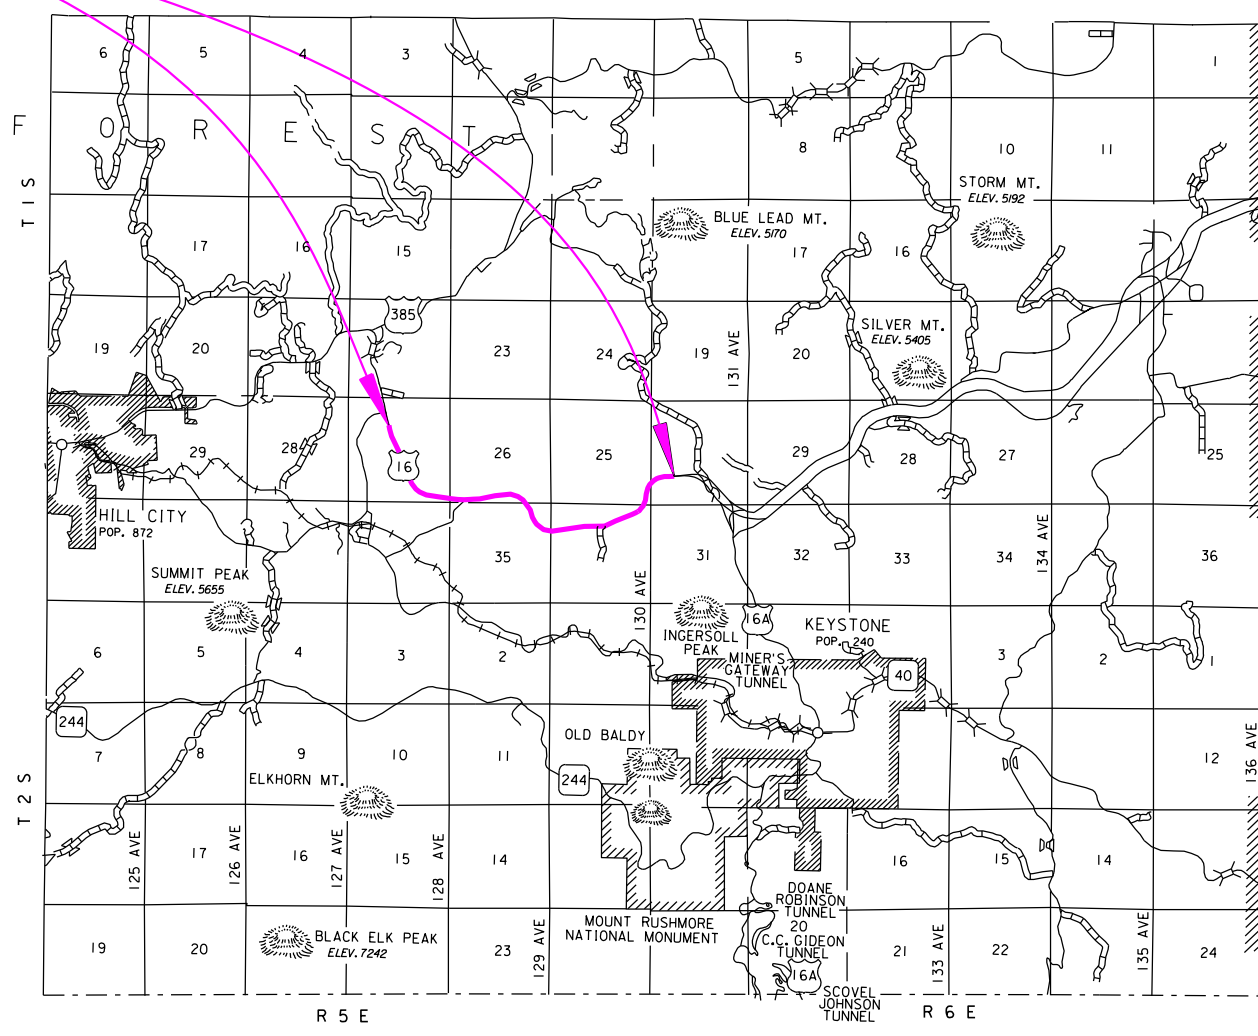 6 5 4 3 5 1
F O R E S T
8 10 11
T 1 S
STORM MT.
ELEV. 5192
BLUE LEAD MT.
ELEV. 5170
17 16 15 17 16
385
SILVER MT.
ELEV. 5405
19 20 23 24 19 131 AVE 20
29 28 16 26 25 29 28 27 25
HILL CITY
POP. 872
35 31 32 33 34 134 AVE 36
SUMMIT PEAK
ELEV. 5655
130 AVE
16A
KEYSTONE
POP. 240
INGERSOLL
PEAK
MINER'S
GATEWAY
TUNNEL
6 5 4 3 2 3 2 1
40
244
OLD BALDY
7 8 9 10 11 12
136 AVE
ELKHORN MT.
244
T 2 S
125 AVE 17 126 AVE 16 127 AVE 15 128 AVE 14 16 15 14
DOANE
ROBINSON
TUNNEL
MOUNT RUSHMORE
NATIONAL MONUMENT
20
C.C. GIDEON
TUNNEL
BLACK ELK PEAK
ELEV. 7242
19 20 23 129 AVE 21 133 AVE 22 135 AVE 24
16A
SCOVEL
JOHNSON
TUNNEL
R 5 E
R 6 E